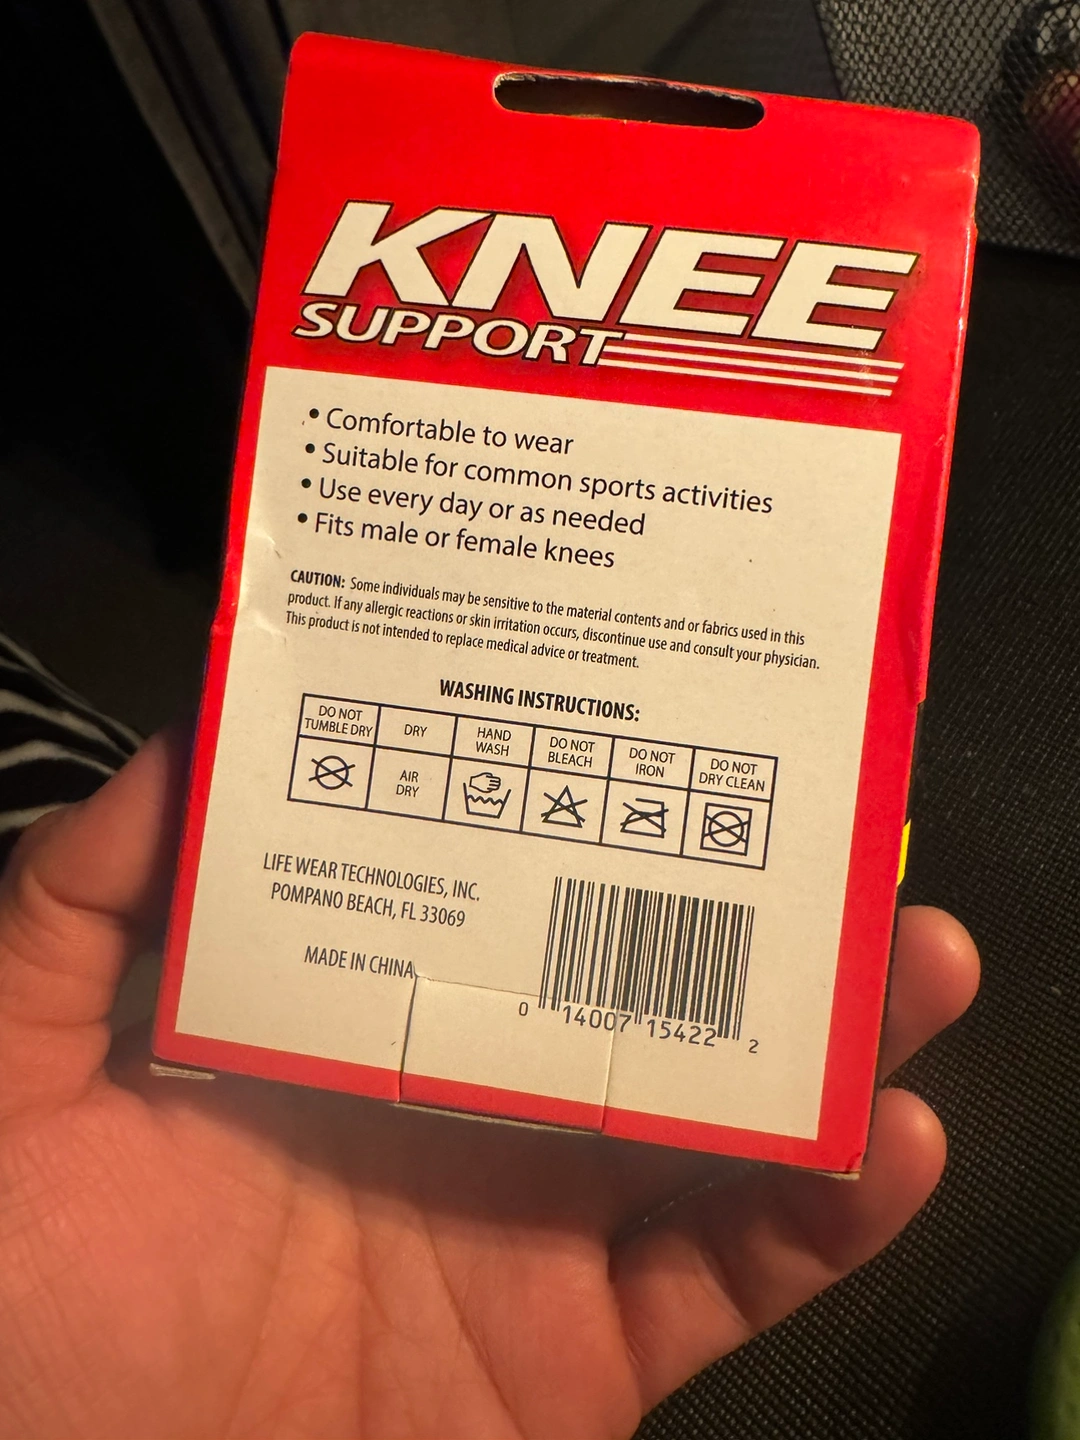 KNEE
SUPPORT
• Comfortable to wear
• Suitable for common sports activities
• Use every day or as needed
• Fits male or female knees
CAUTION: Some individuals may be sensitive to the material contents and or fabrics used in this
product. If any allergic reactions or skin irritation occurs, discontinue use and consult your physician.
This product is not intended to replace medical advice or treatment.
WASHING INSTRUCTIONS:
DO NOT TUMBLE DRY
DRY
HAND WASH
DO NOT BLEACH
DO NOT IRON
DO NOT DRY CLEAN
AIR DRY
LIFE WEAR TECHNOLOGIES, INC.
POMPANO BEACH, FL 33069
MADE IN CHINA
0 14007 15422 2